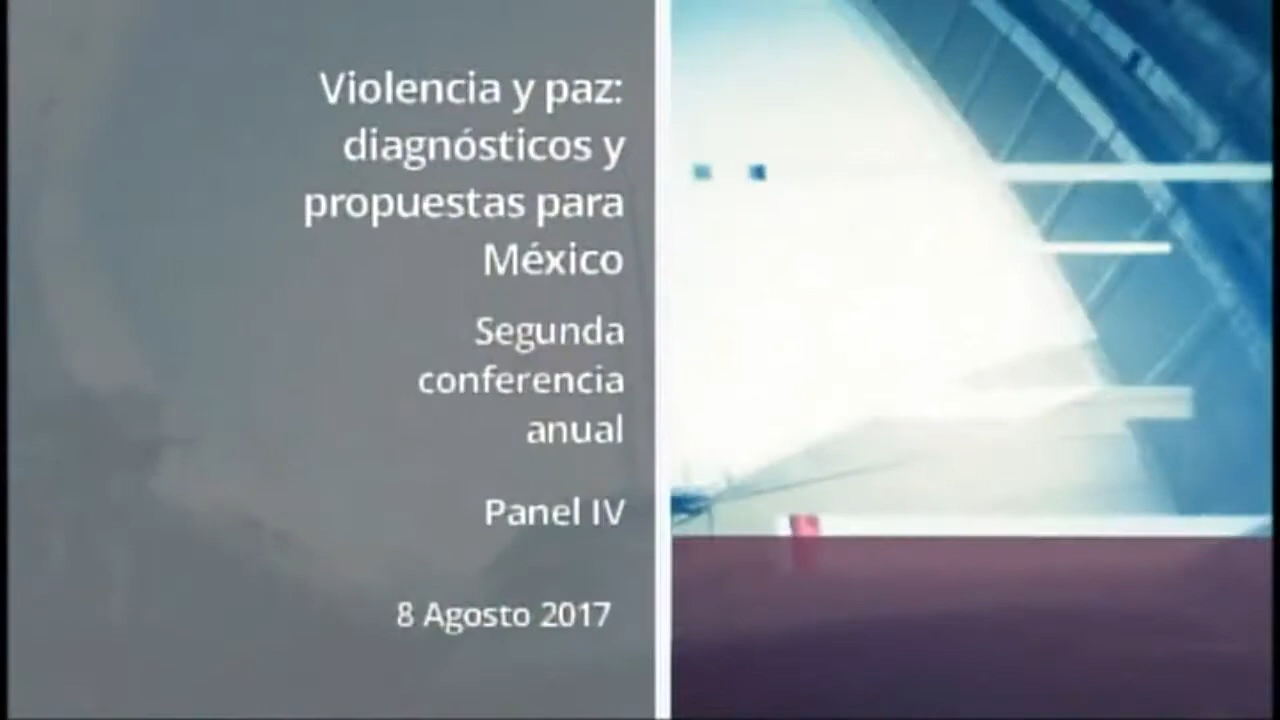 Violencia y paz:
diagnósticos y
propuestas para
México
Segunda
conferencia
anual
Panel IV
8 Agosto 2017